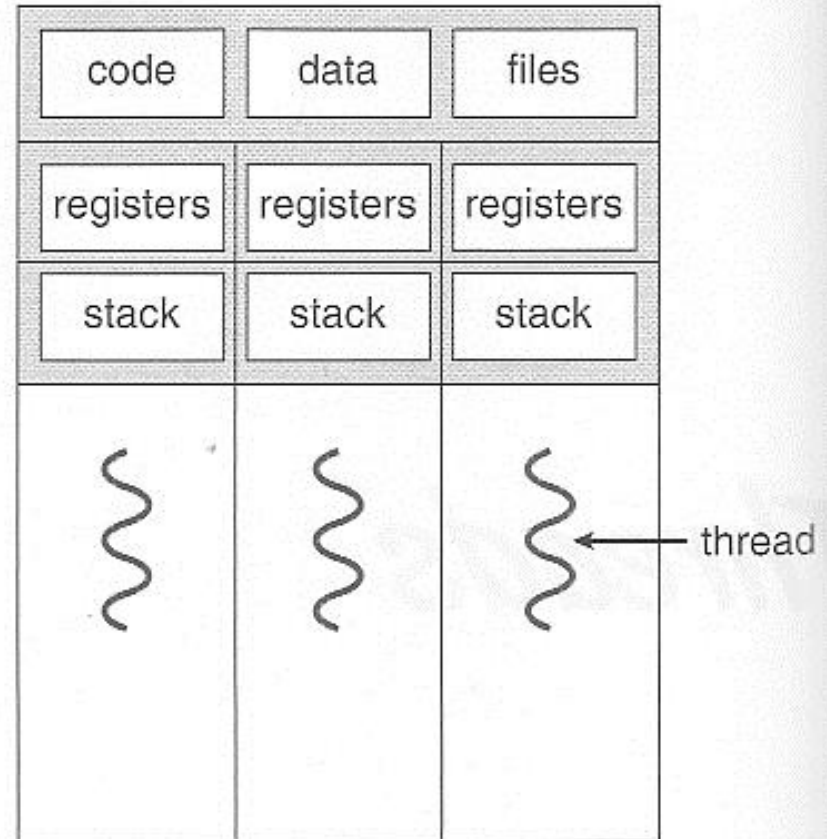 code data files
registers registers registers
stack stack stack
thread